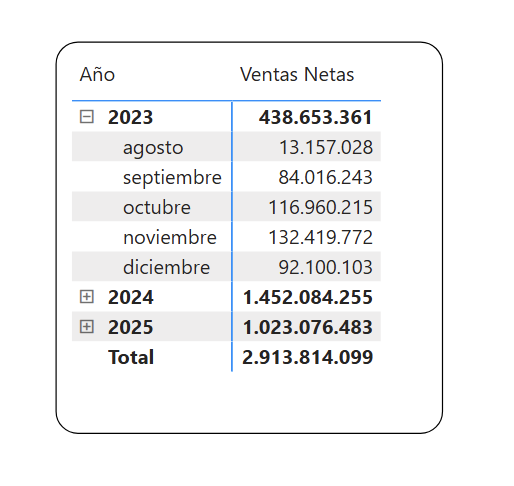 Año Ventas Netas
2023 438.653.361
agosto 13.157.028
septiembre 84.016.243
octubre 116.960.215
noviembre 132.419.772
diciembre 92.100.103
2024 1.452.084.255
2025 1.023.076.483
Total 2.913.814.099